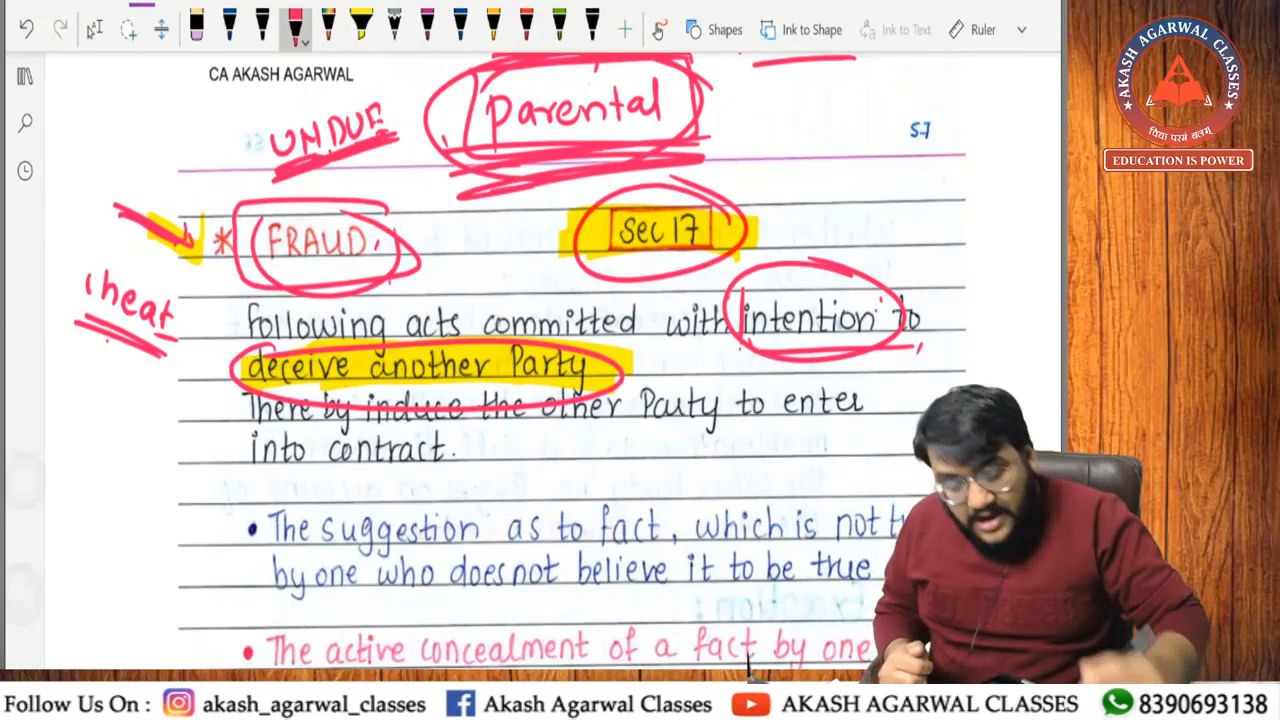 Shapes
Ink to Shape
Ink to Text
Ruler
CA AKASH AGARWAL
UNDUE
parental
57
* FRAUD.
Sec 17
cheat
following acts committed with intention to
deceive another Party
There by induce the other Party to enter
into contract.
• The suggestion as to fact, which is not
by one who does not believe it to be true
• The active concealment of a fact by one
AKASH AGARWAL CLASSES
विद्या परमं बलम्
EDUCATION IS POWER
Follow Us On : akash_agarwal_classes Akash Agarwal Classes AKASH AGARWAL CLASSES 8390693138